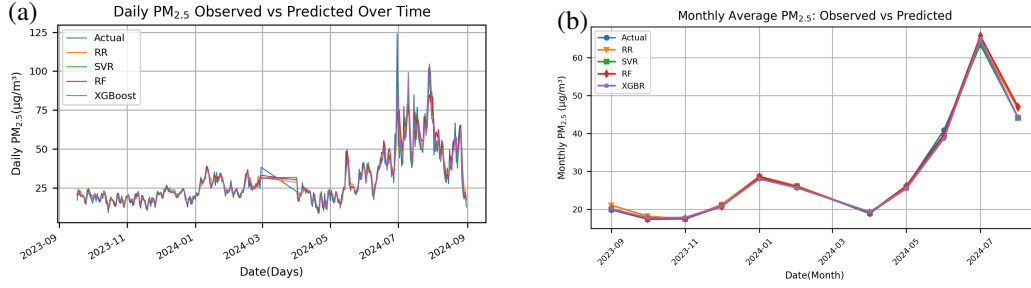 (a)
Daily PM2.5 Observed vs Predicted Over Time
Daily PM2.5(µg/m³)
125
100
75
50
25
Actual
RR
SVR
RF
XGBoost
2023-09
2023-11
2024-01
2024-03
2024-05
2024-07
2024-09
Date(Days)
(b)
Monthly Average PM2.5: Observed vs Predicted
Monthly PM2.5 (µg/m³)
60
50
40
30
20
Actual
RR
SVR
RF
XGBR
2023-09
2023-11
2024-01
2024-03
2024-05
2024-07
Date(Month)